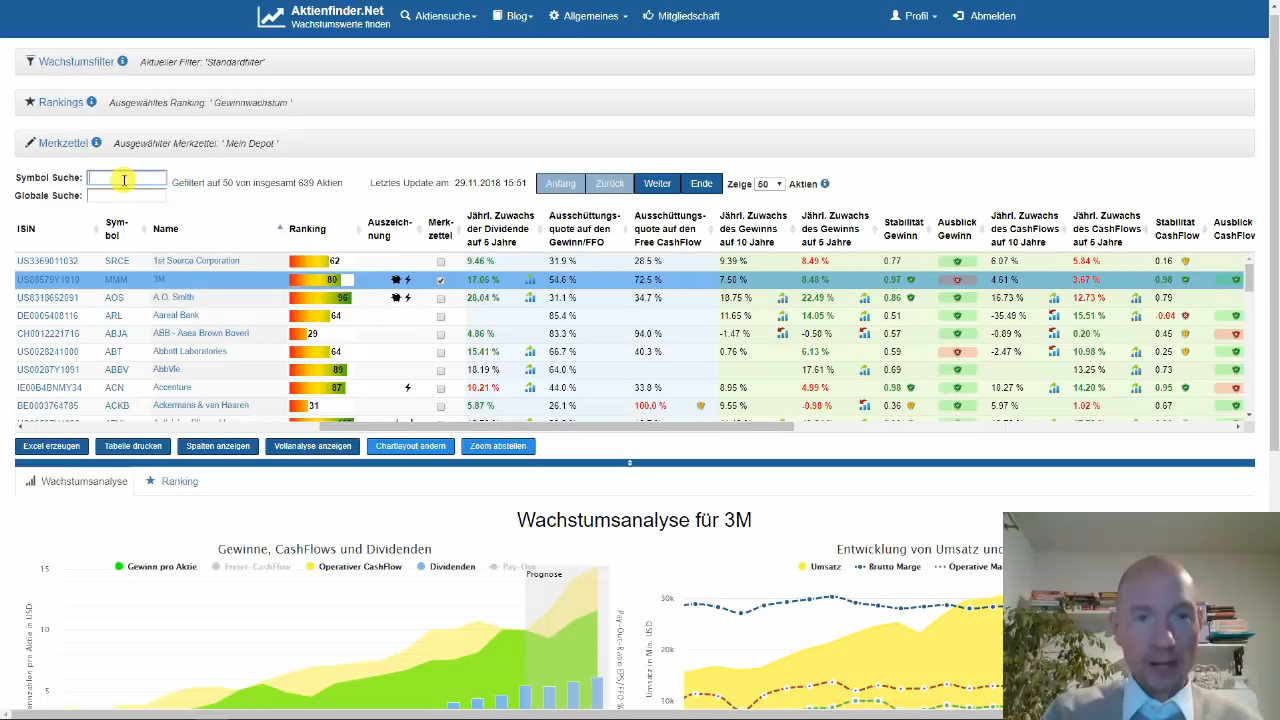 Aktienfinder.Net
Wachstumswerte finden
Aktiensuche
Blog
Allgemeines
Mitgliedschaft
Profil
Abmelden
Wachstumsfilter Aktueller Filter: 'Standardfilter'
Rankings Ausgewähltes Ranking: ' Gewinnwachstum '
Merkzettel Ausgewählter Merkzettel: ' Mein Depot '
Symbol Suche: Gefiltert auf 50 von insgesamt 639 Aktien Letztes Update am: 29.11.2018 15:51 Anfang Zurück Weiter Ende Zeige 50 Aktien
Globale Suche:
ISIN Sym-bol Name Ranking Auszeich-nung Merk-zettel Jährl. Zuwachs der Dividende auf 5 Jahre Ausschüttungs-quote auf den Gewinn/FFO Ausschüttungs-quote auf den Free CashFlow Jährl. Zuwachs des Gewinns auf 10 Jahre Jährl. Zuwachs des Gewinns auf 5 Jahre Stabilität Gewinn Ausblick Gewinn Jährl. Zuwachs des CashFlows auf 10 Jahre Jährl. Zuwachs des CashFlows auf 5 Jahre Stabilität CashFlow Ausblick CashFlow
US3369011032 SRCE 1st Source Corporation 62 9.46 % 31.9 % 28.5 % 9.39 % 8.49 % 0.77 6.07 % 5.84 % 0.16
US88579Y1010 MMM 3M 80 17.06 % 54.6 % 72.5 % 7.50 % 8.48 % 0.97 4.61 % 3.67 % 0.98
US8318652091 AOS A.O. Smith 96 28.04 % 31.1 % 34.7 % 18.75 % 22.49 % 0.86 16.73 % 12.73 % 0.79
DE0005408116 ARL Aareal Bank 64 85.4 % 11.65 % 14.05 % 0.51 -35.49 % 15.51 % -0.04
CH0012221716 ABJA ABB - Asea Brown Boveri 29 4.86 % 83.3 % 94.0 % -1.47 % -0.50 % 0.57 -0.89 % 0.20 % 0.45
US0028241000 ABT Abbott Laboratories 64 15.41 % 66.7 % 40.3 % 0.76 % 6.13 % 0.59 -2.47 % 10.98 % 0.25
US00287Y1091 ABBV AbbVie 89 18.19 % 64.0 % 17.61 % 0.69 13.25 % 0.73
IE00B4BNMY34 ACN Accenture 87 10.21 % 44.0 % 33.8 % 8.95 % 4.99 % 0.98 10.27 % 14.20 % 0.95
BE0003764785 ACKB Ackermans & van Haaren 31 5.87 % 26.1 % 100.0 % 9.55 % -0.98 % 0.36 5.97 % 1.02 % 0.67
Excel erzeugen Tabelle drucken Spalten anzeigen Vollanalyse anzeigen Chartlayout ändern Zoom abstellen
Wachstumsanalyse Ranking
Wachstumsanalyse für 3M
Gewinne, CashFlows und Dividenden
Gewinn pro Aktie Freier-CashFlow Operativer CashFlow Dividenden Pay-Out-
Prognose
15
10
5
Entwicklung von Umsatz und
Umsatz Brutto Marge Operative Ma
30k
20k
10k
Umsatz in Mio USD